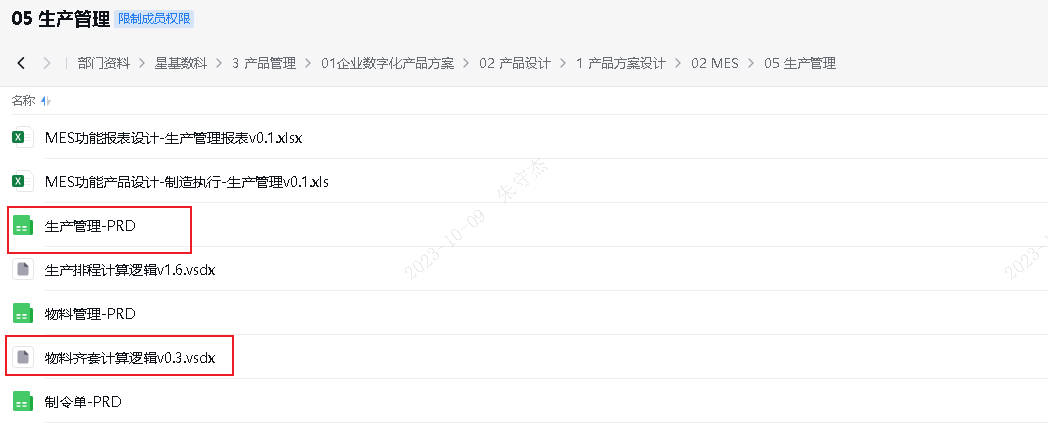 05 生产管理 限制成员权限
部门资料 > 星基数科 > 3 产品管理 > 01企业数字化产品方案 > 02 产品设计 > 1 产品方案设计 > 02 MES > 05 生产管理
名称
MES功能报表设计-生产管理报表v0.1.xlsx
MES功能产品设计-制造执行-生产管理v0.1.xls
生产管理-PRD
生产排程计算逻辑v1.6.vsdx
物料管理-PRD
物料齐套计算逻辑v0.3.vsdx
制令单-PRD
2023-10-09 朱守杰
2023-10-